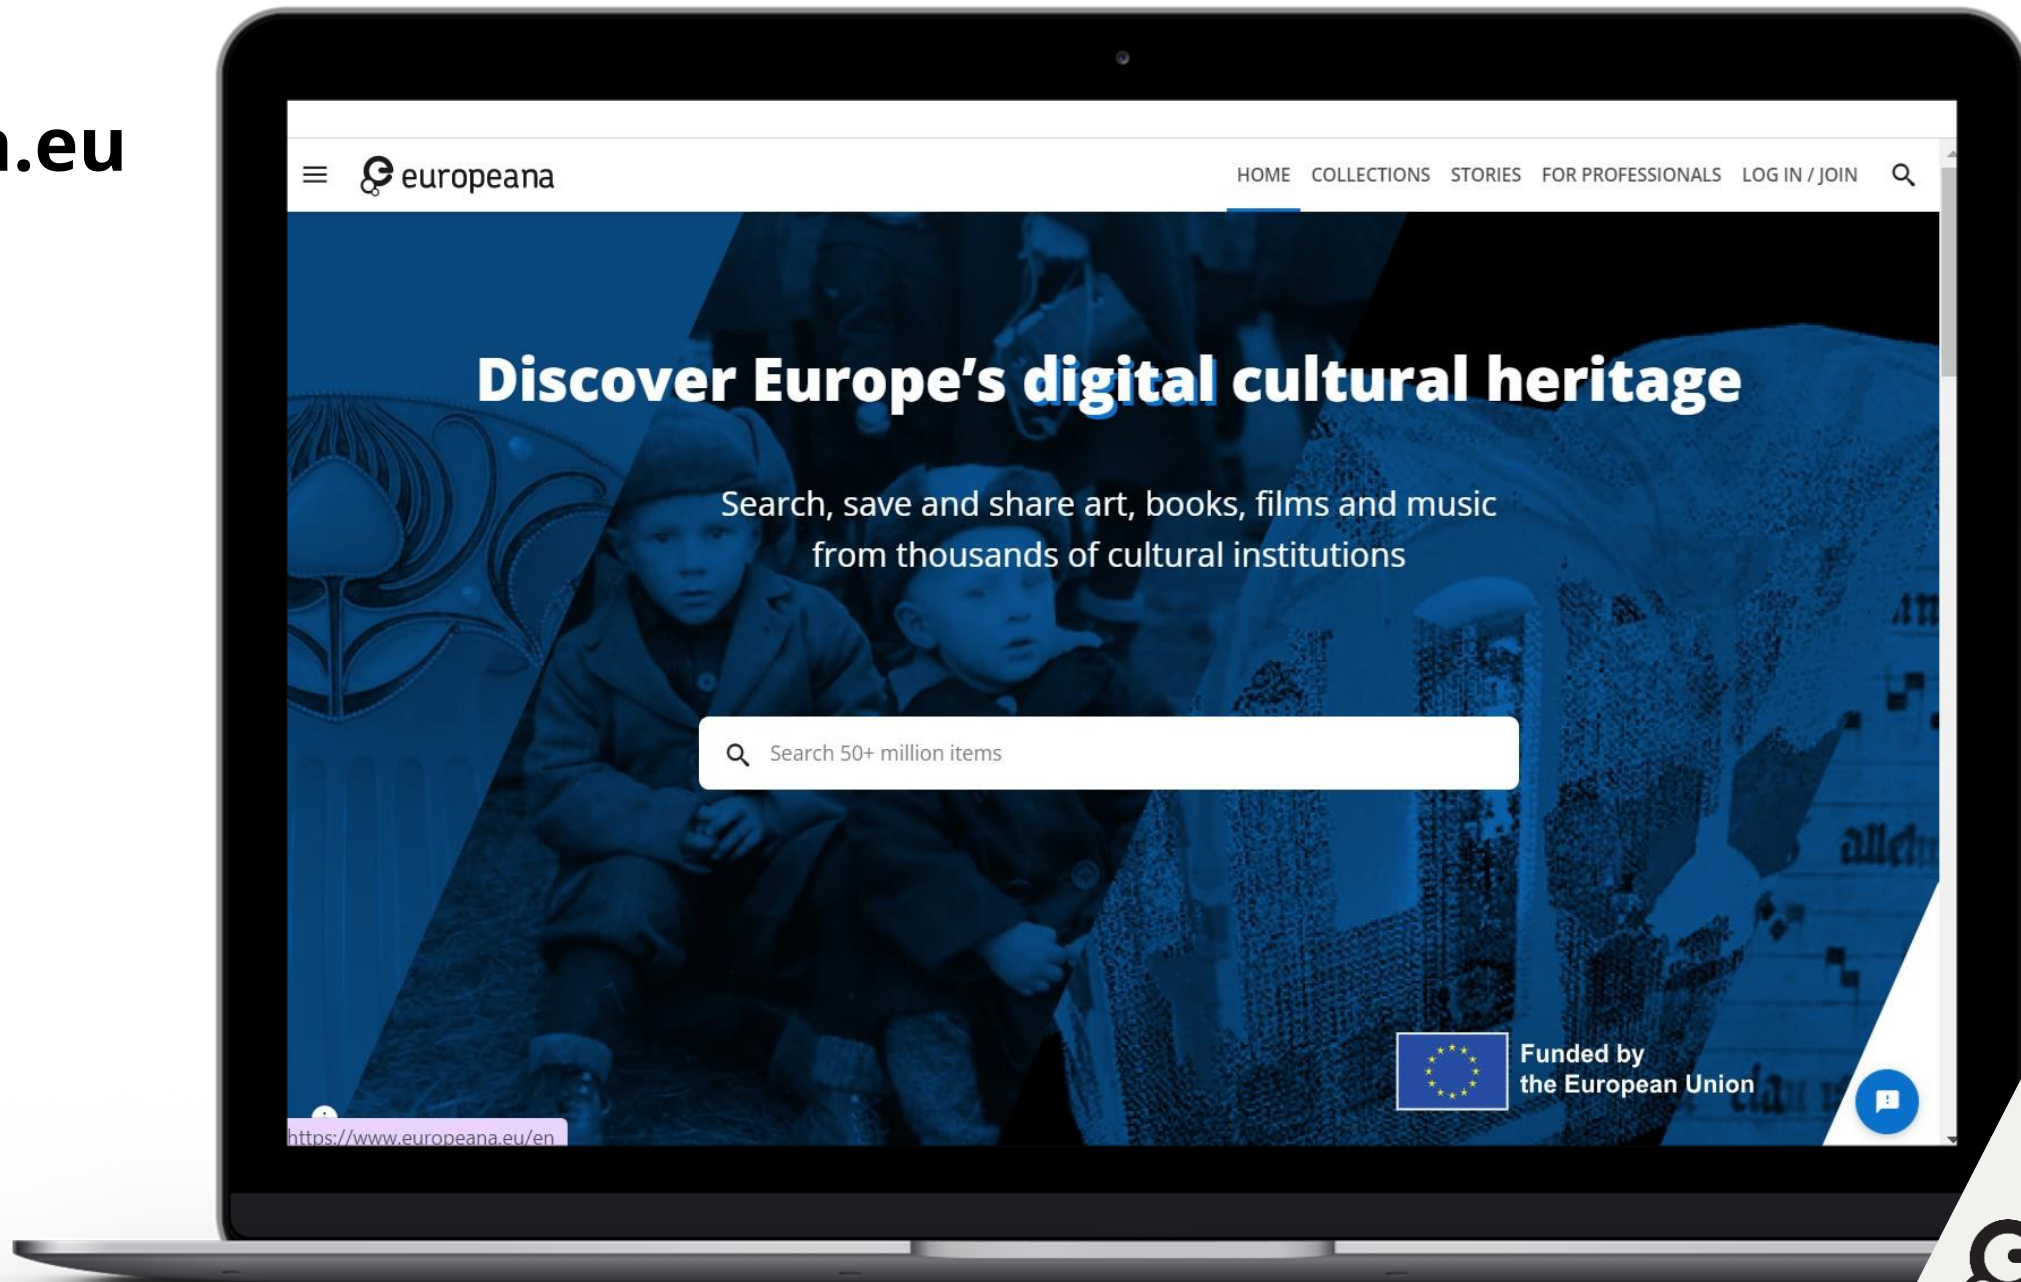 .eu
europeana
HOME COLLECTIONS STORIES FOR PROFESSIONALS LOG IN / JOIN
Discover Europe’s digital cultural heritage
Search, save and share art, books, films and music
from thousands of cultural institutions
Search 50+ million items
Funded by
the European Union
https://www.europeana.eu/en